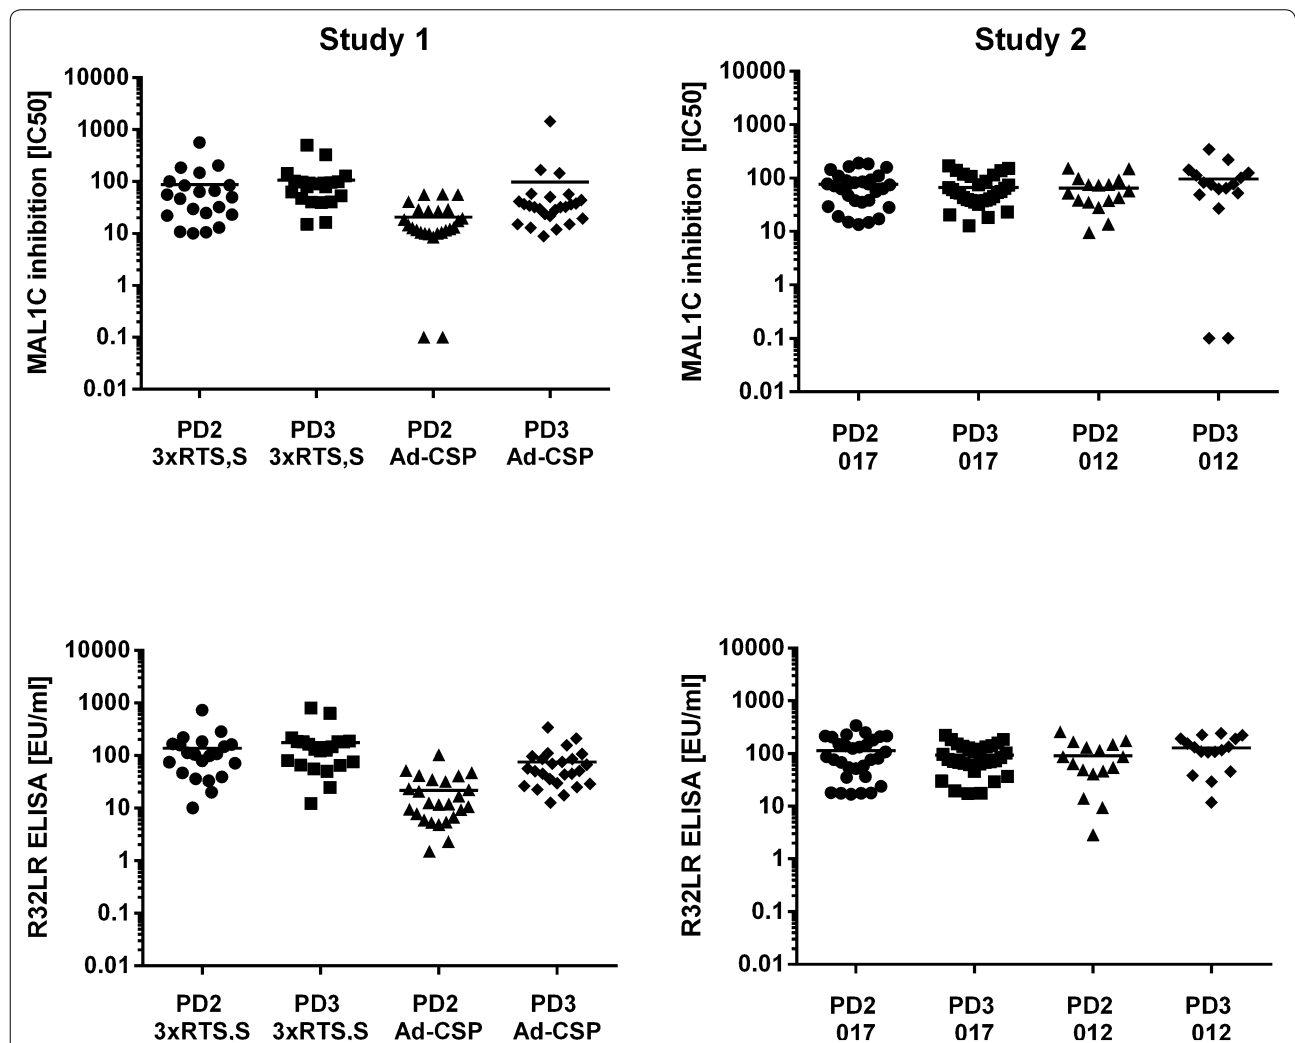 Study 1
Study 2
MAL1C inhibition [IC50]
10000
1000
100
10
1
0.1
0.01
PD2
3xRTS,S
PD3
3xRTS,S
PD2
Ad-CSP
PD3
Ad-CSP
MAL1C inhibition [IC50]
10000
1000
100
10
1
0.1
0.01
PD2
017
PD3
017
PD2
012
PD3
012
R32LR ELISA [EU/ml]
10000
1000
100
10
1
0.1
0.01
PD2
3xRTS,S
PD3
3xRTS,S
PD2
Ad-CSP
PD3
Ad-CSP
R32LR ELISA [EU/ml]
10000
1000
100
10
1
0.1
0.01
PD2
017
PD3
017
PD2
012
PD3
012